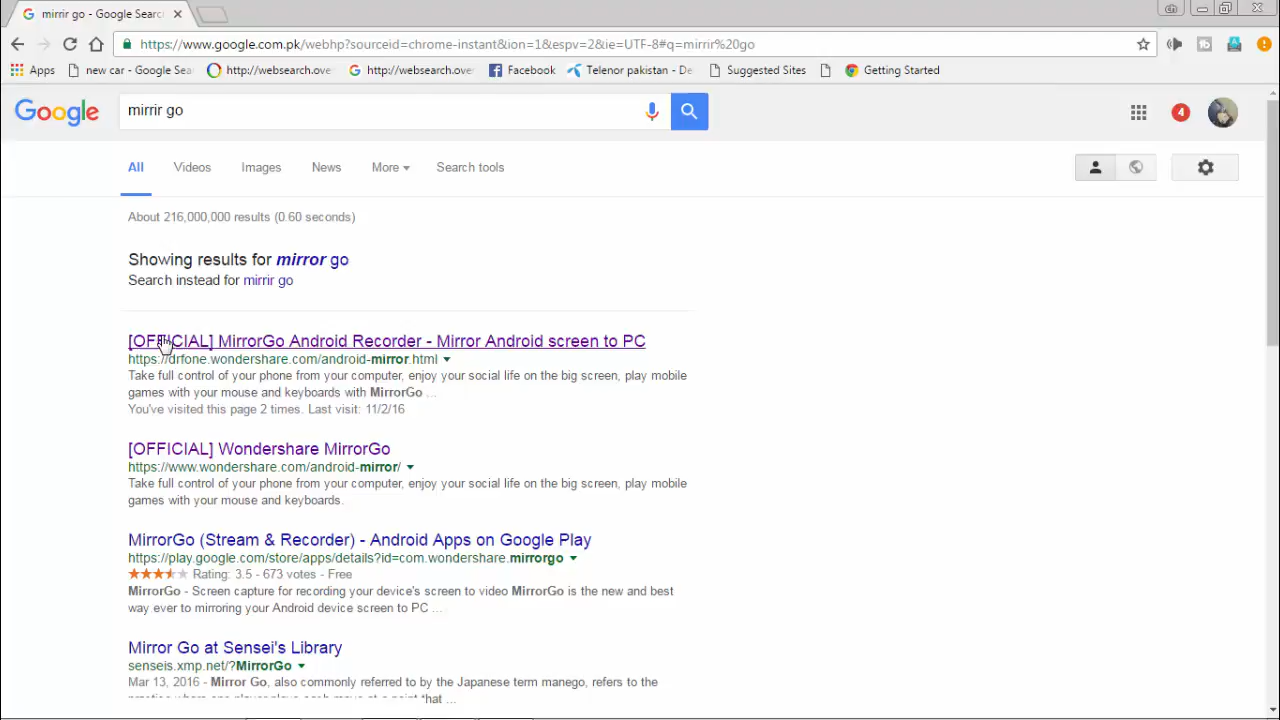 mirrir go - Google Searc
https://www.google.com.pk/webhp?sourceid=chrome-instant&ion=1&espv=2&ie=UTF-8#q=mirrir%20go
Apps new car - Google Sea http://websearch.ove http://websearch.ove Facebook Telenor pakistan - De Suggested Sites Getting Started
Google mirrir go 4
All Videos Images News More Search tools
About 216,000,000 results (0.60 seconds)
Showing results for mirror go
Search instead for mirrir go
[OFFICIAL] MirrorGo Android Recorder - Mirror Android screen to PC
https://drfone.wondershare.com/android-mirror.html
Take full control of your phone from your computer, enjoy your social life on the big screen, play mobile
games with your mouse and keyboards with MirrorGo ...
You've visited this page 2 times. Last visit: 11/2/16
[OFFICIAL] Wondershare MirrorGo
https://www.wondershare.com/android-mirror/
Take full control of your phone from your computer, enjoy your social life on the big screen, play mobile
games with your mouse and keyboards.
MirrorGo (Stream & Recorder) - Android Apps on Google Play
https://play.google.com/store/apps/details?id=com.wondershare.mirrorgo
Rating: 3.5 - 673 votes - Free
MirrorGo - Screen capture for recording your device's screen to video MirrorGo is the new and best
way ever to mirroring your Android device screen to PC ...
Mirror Go at Sensei's Library
senseis.xmp.net/?MirrorGo
Mar 13, 2016 - Mirror Go, also commonly referred to by the Japanese term manego, refers to the
that ...